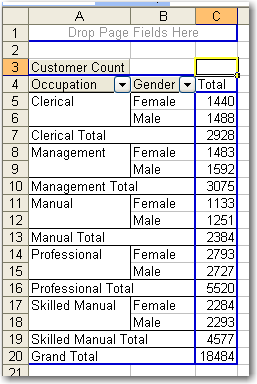 A B C
1 Drop Page Fields Here
2
3 Customer Count
4 Occupation Gender Total
5 Clerical Female 1440
6 Male 1488
7 Clerical Total 2928
8 Management Female 1483
9 Male 1592
10 Management Total 3075
11 Manual Female 1133
12 Male 1251
13 Manual Total 2384
14 Professional Female 2793
15 Male 2727
16 Professional Total 5520
17 Skilled Manual Female 2284
18 Male 2293
19 Skilled Manual Total 4577
20 Grand Total 18484